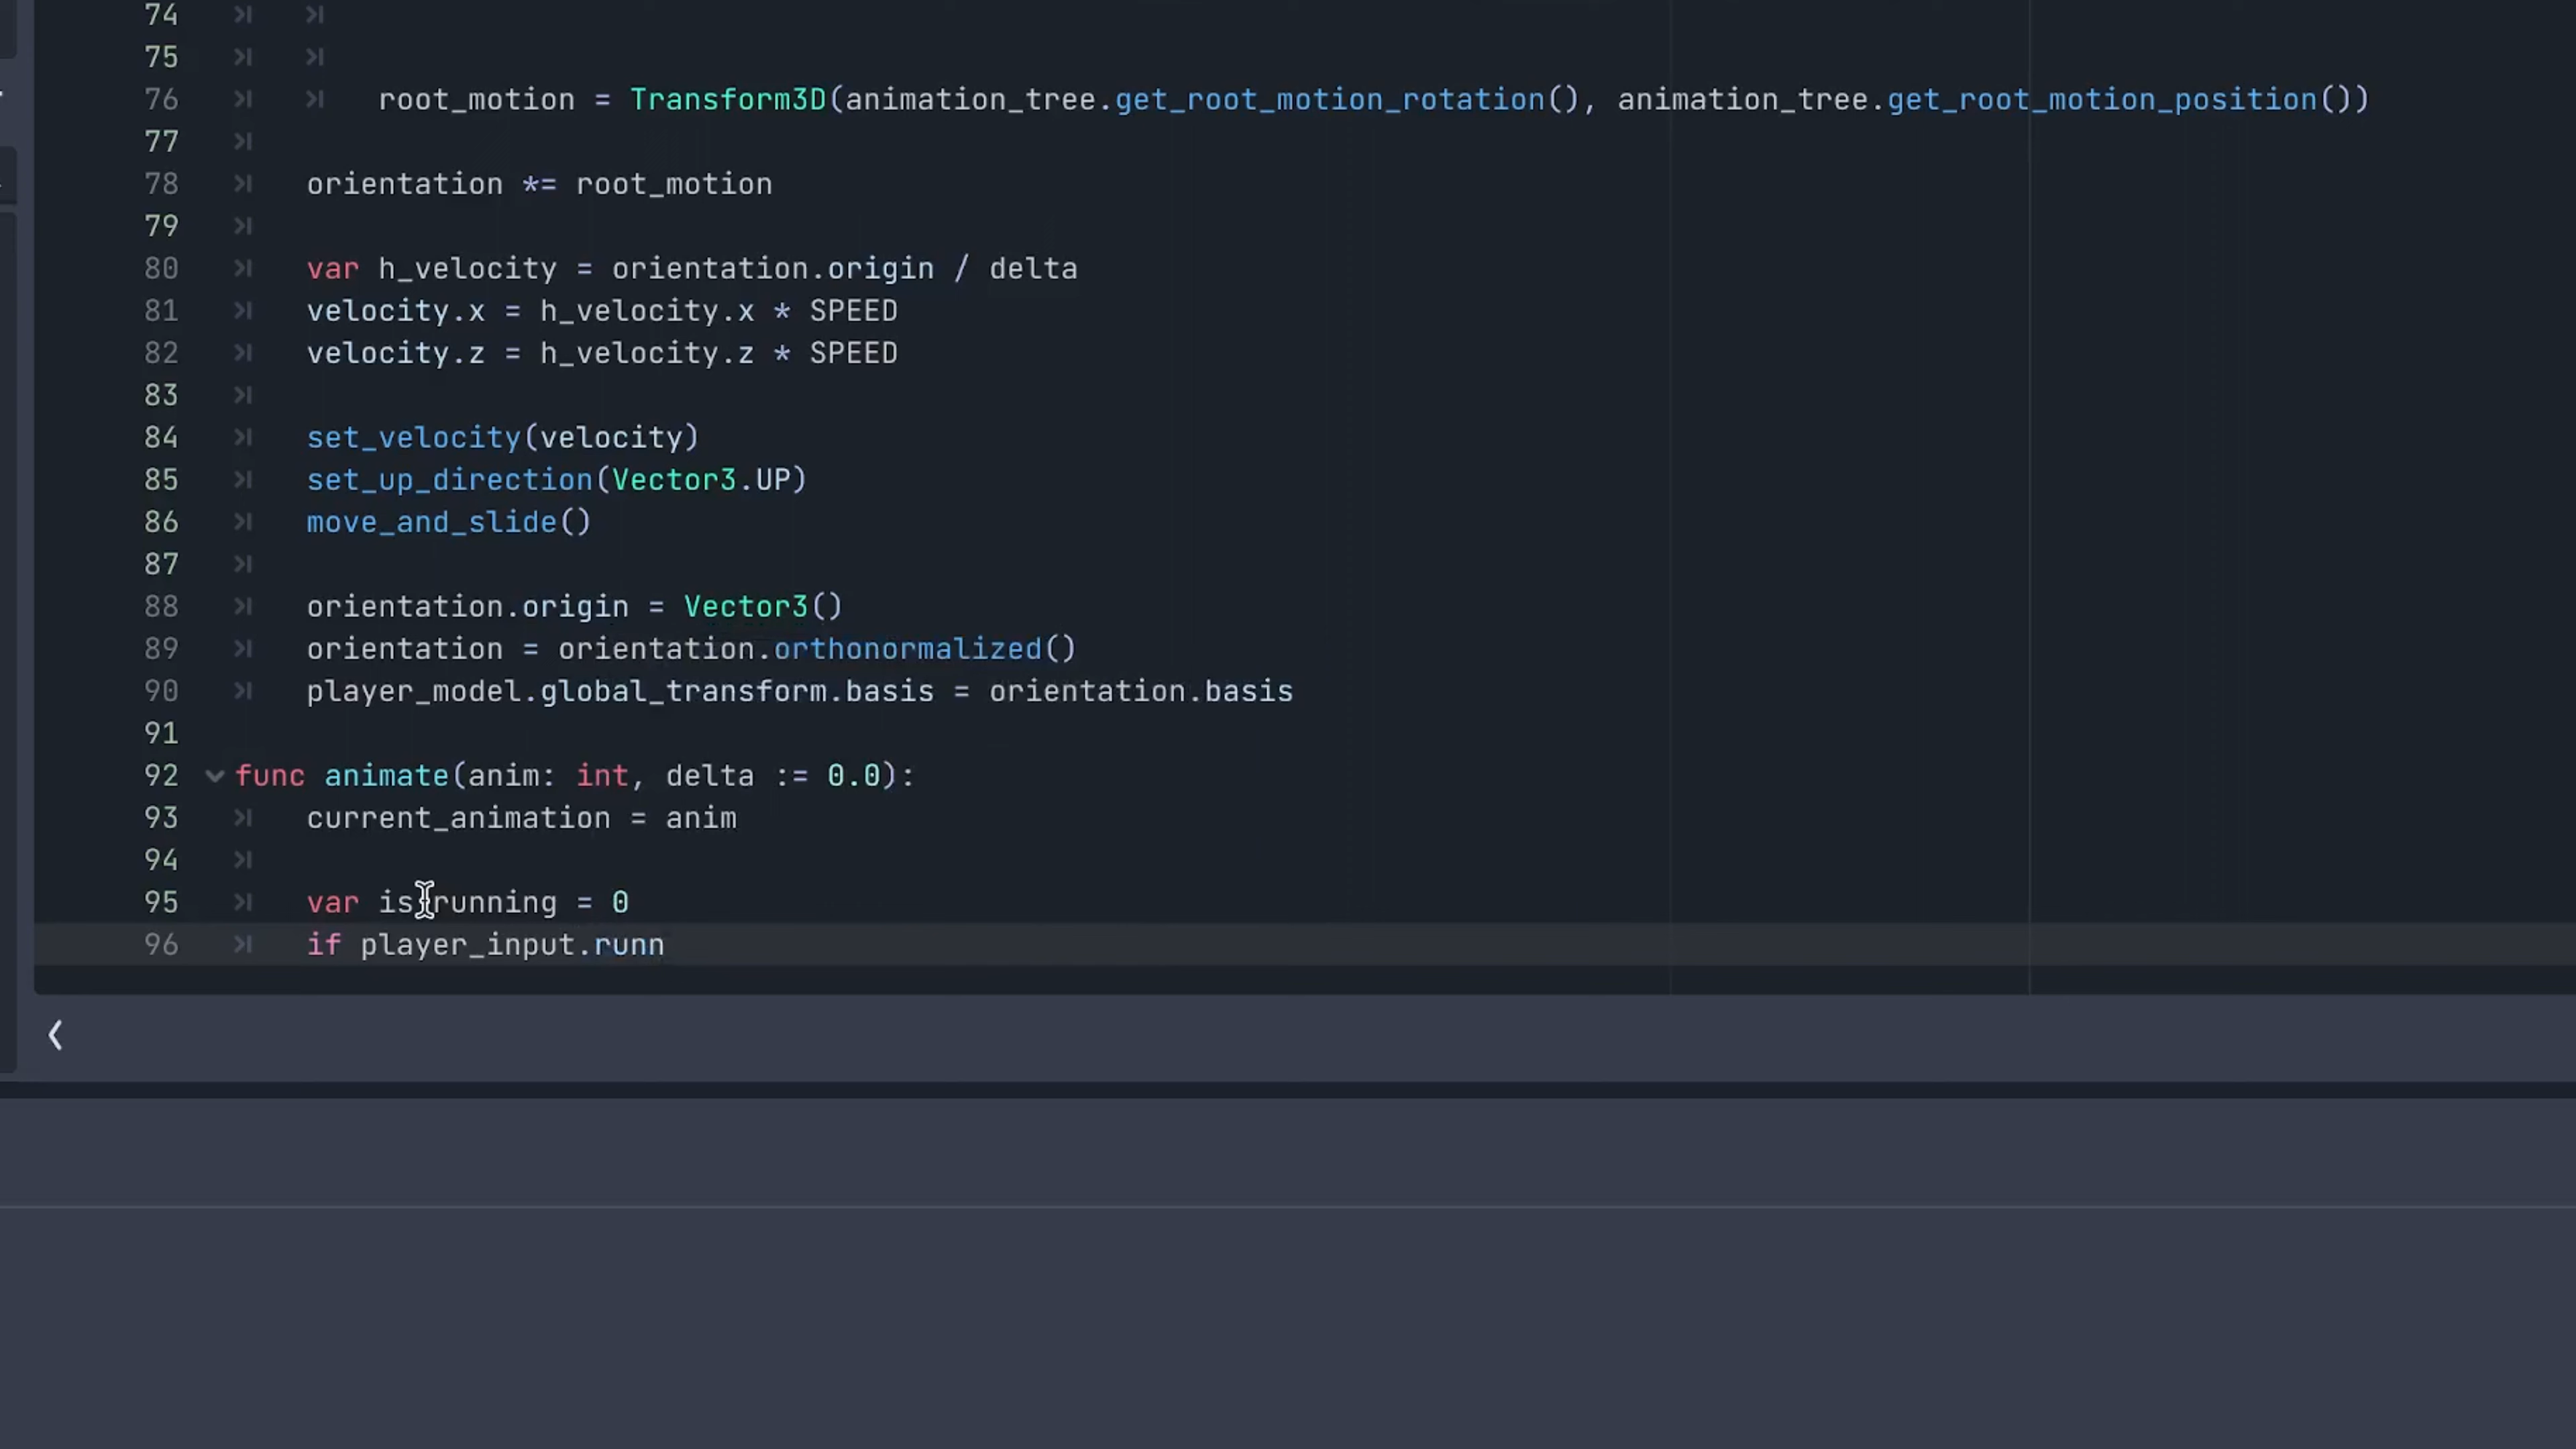 74
75
76 root_motion = Transform3D(animation_tree.get_root_motion_rotation(), animation_tree.get_root_motion_position())
77
78 orientation *= root_motion
79
80 var h_velocity = orientation.origin / delta
81 velocity.x = h_velocity.x * SPEED
82 velocity.z = h_velocity.z * SPEED
83
84 set_velocity(velocity)
85 set_up_direction(Vector3.UP)
86 move_and_slide()
87
88 orientation.origin = Vector3()
89 orientation = orientation.orthonormalized()
90 player_model.global_transform.basis = orientation.basis
91
92 func animate(anim: int, delta := 0.0):
93 current_animation = anim
94
95 var is_running = 0
96 if player_input.runn